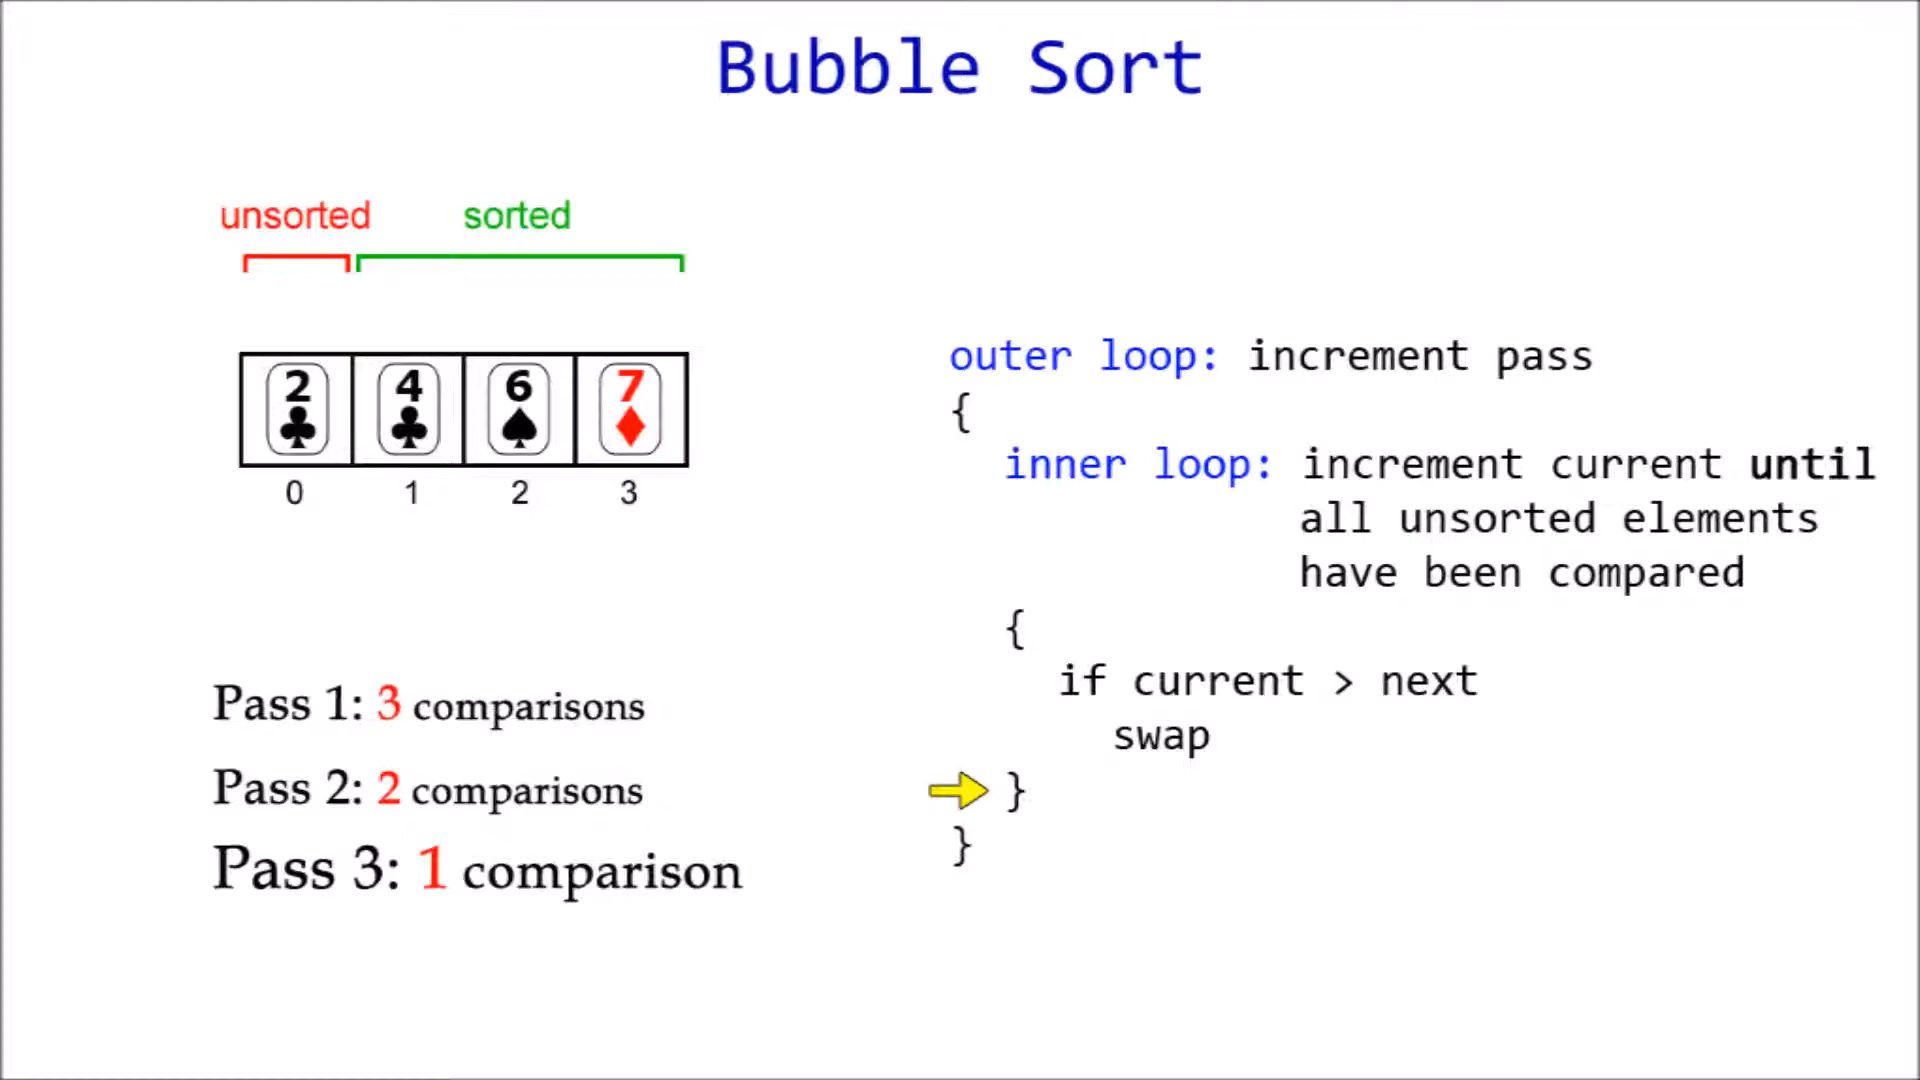 Bubble Sort
unsorted sorted
2 4 6 7
0 1 2 3
outer loop: increment pass
{
inner loop: increment current until
all unsorted elements
have been compared
{
if current > next
swap
}
}
Pass 1: 3 comparisons
Pass 2: 2 comparisons
Pass 3: 1 comparison